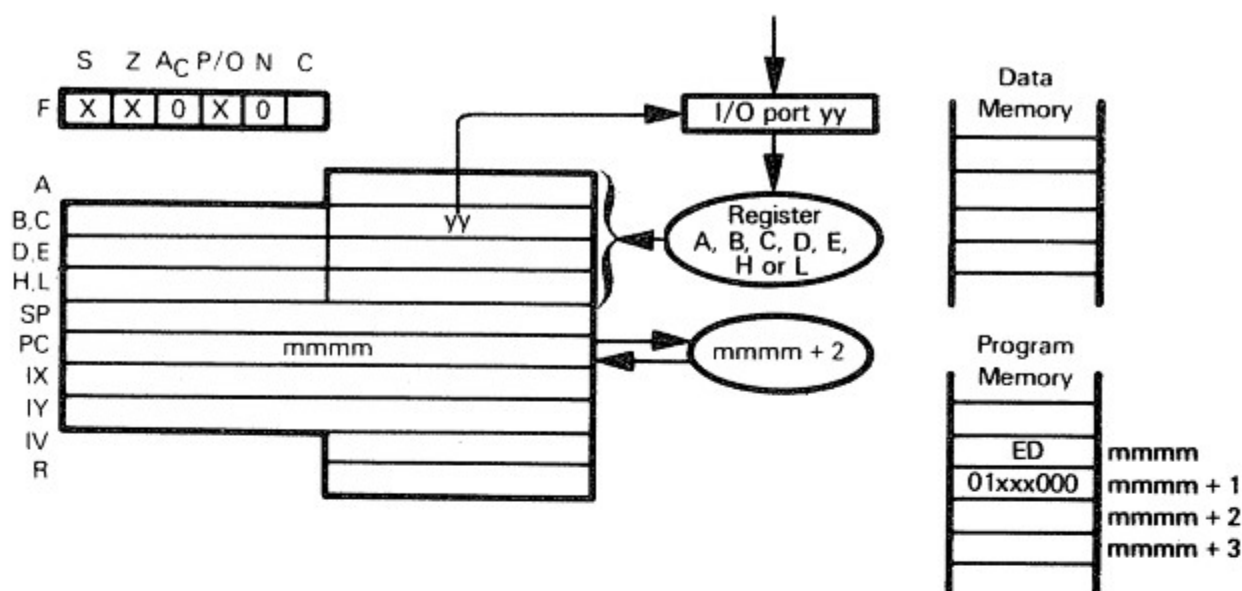 S Z AC P/O N C
F X X 0 X 0
I/O port yy
Data
Memory
A
B,C yy
D,E
H,L
SP
PC mmmm
IX
IY
IV
R
Register
A, B, C, D, E,
H or L
mmmm + 2
Program
Memory
ED mmmm
01xxx000 mmmm + 1
mmmm + 2
mmmm + 3